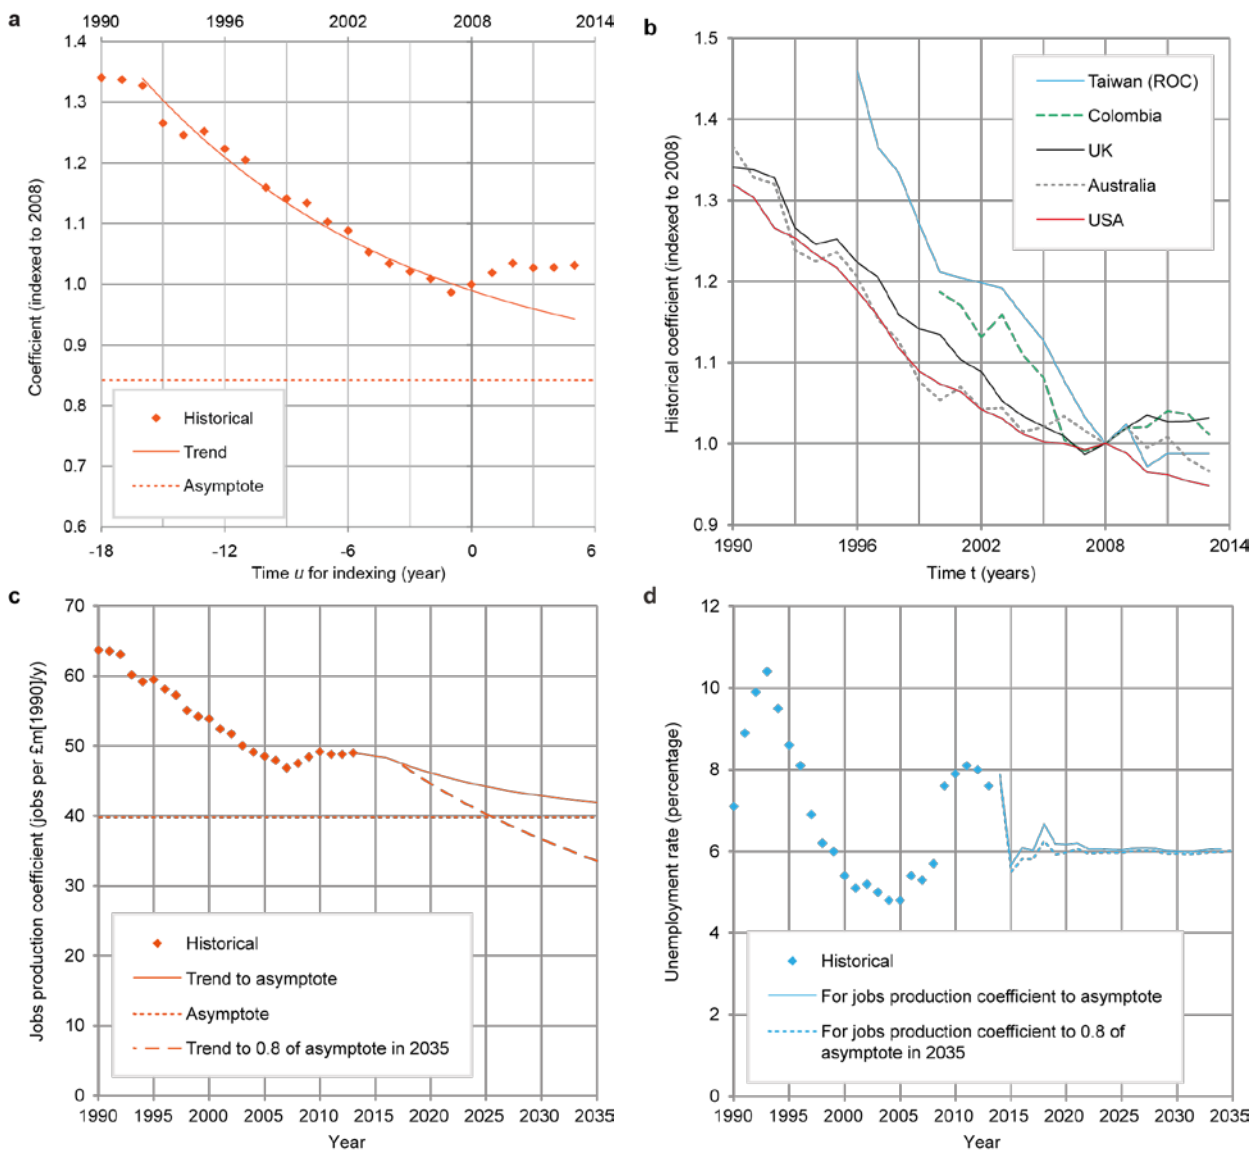 a
1990 1996 2002 2008 2014
1.4
1.3
1.2
1.1
1.0
0.9
0.8
0.7
0.6
Coefficient (indexed to 2008)
Historical
Trend
Asymptote
-18 -12 -6 0 6
Time u for indexing (year)
b
1.5
1.4
1.3
1.2
1.1
1.0
0.9
Historical coefficient (indexed to 2008)
Taiwan (ROC)
Colombia
UK
Australia
USA
1990 1996 2002 2008 2014
Time t (years)
c
70
60
50
40
30
20
10
0
Jobs production coefficient (jobs per £m[1990]/y)
Historical
Trend to asymptote
Asymptote
Trend to 0.8 of asymptote in 2035
1990 1995 2000 2005 2010 2015 2020 2025 2030 2035
Year
d
12
10
8
6
4
2
0
Unemployment rate (percentage)
Historical
For jobs production coefficient to asymptote
For jobs production coefficient to 0.8 of
asymptote in 2035
1990 1995 2000 2005 2010 2015 2020 2025 2030 2035
Year